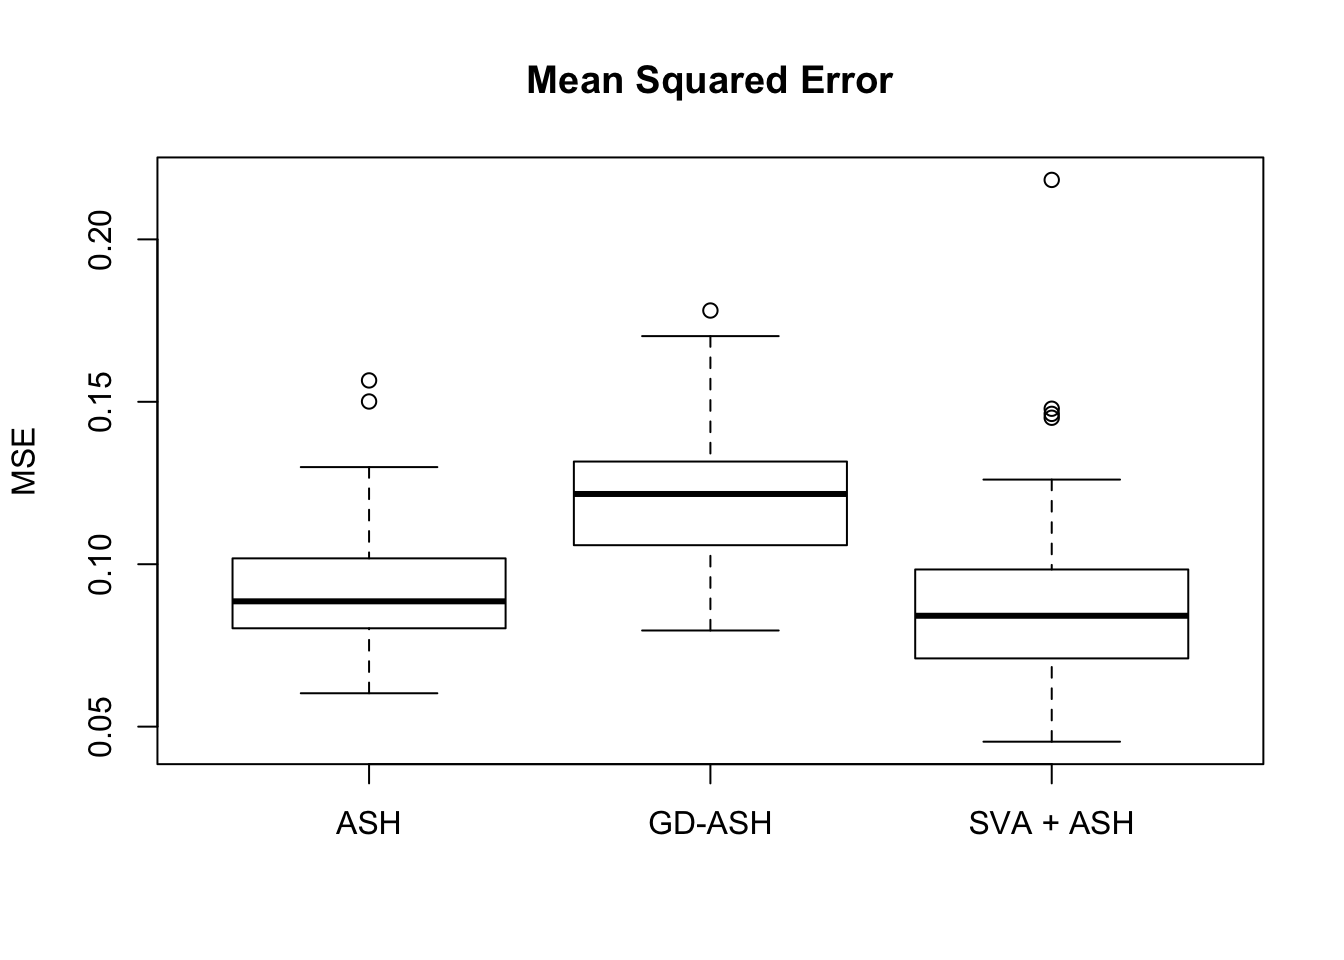 Mean Squared Error
MSE
0.20
0.15
0.10
0.05
ASH
GD-ASH
SVA + ASH